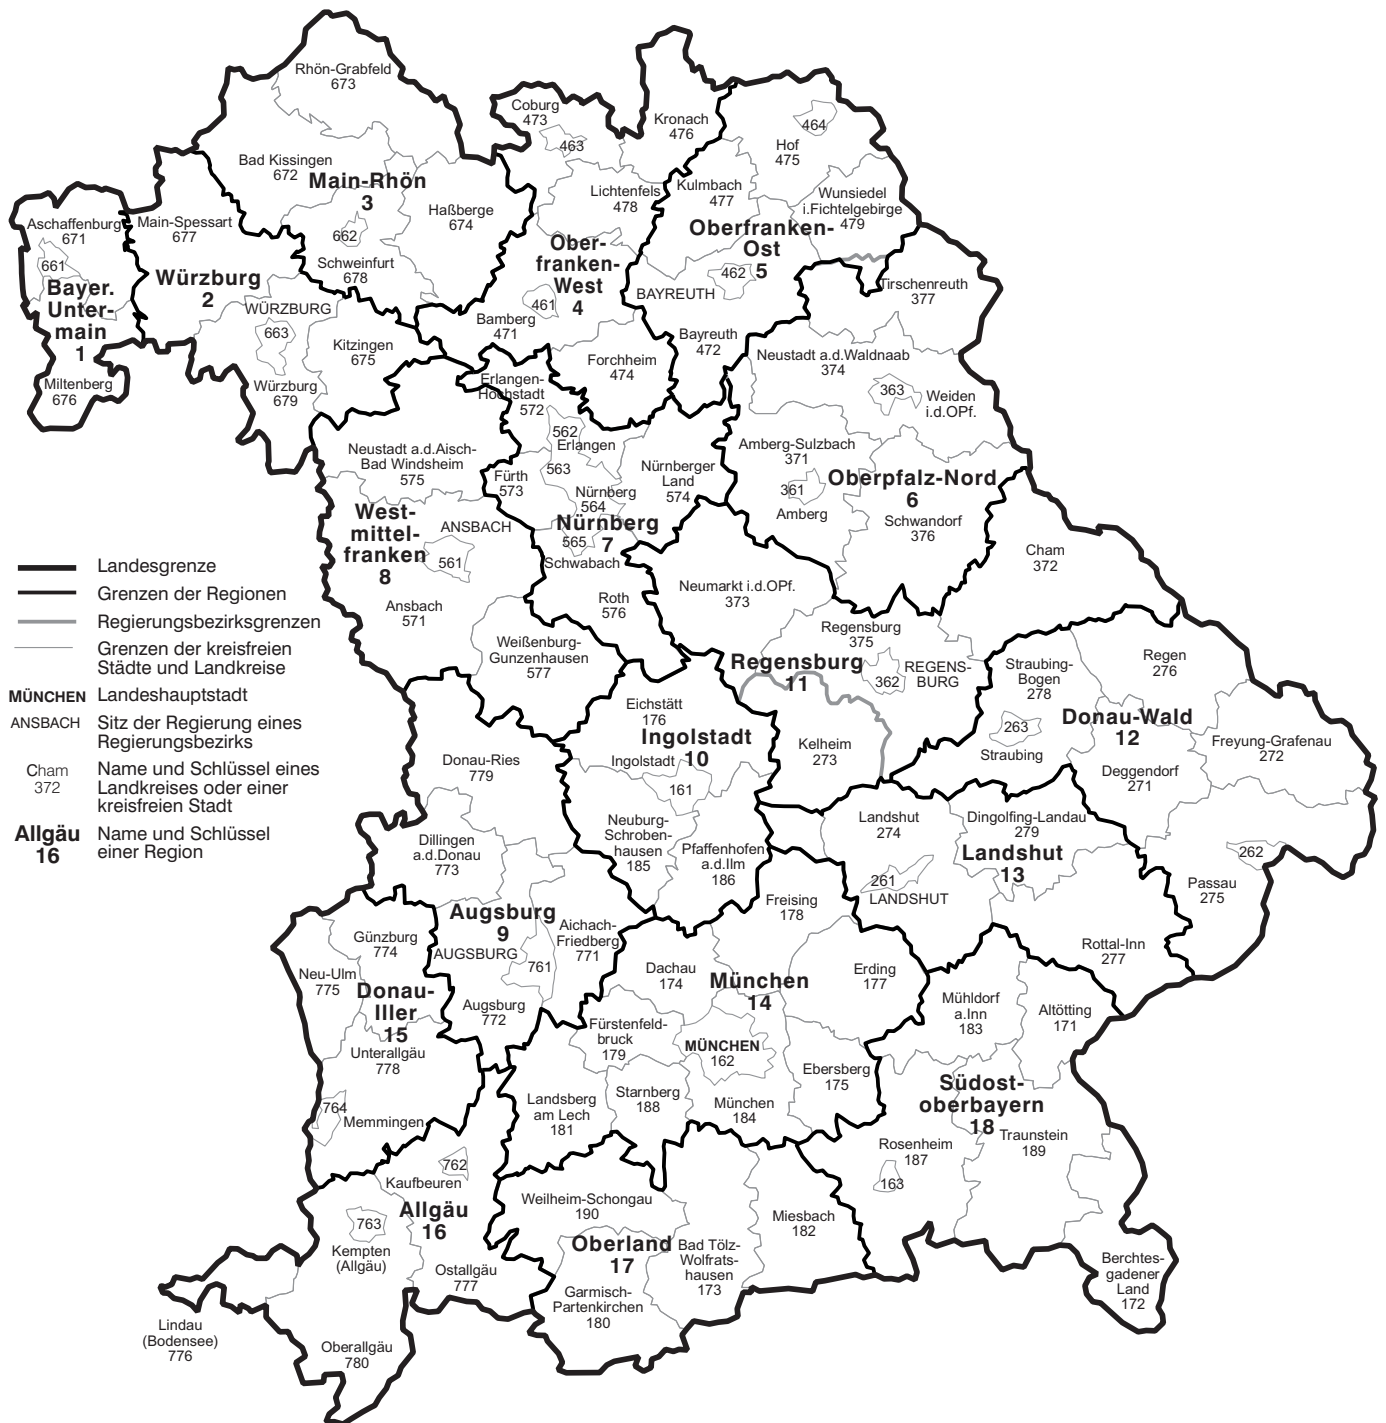 Rhön-Grabfeld
673
Coburg
473
463
Kronach
476
464
Hof
475
Bad Kissingen
672
Main-Rhön
3
Haßberge
674
662
Schweinfurt
678
Lichtenfels
478
Kulmbach
477
Wunsiedel
i.Fichtelgebirge
479
Oberfranken-
Ost
5
462
BAYREUTH
Bayreuth
472
Aschaffenburg
671
661
Bayer.
Unter-
main
1
Miltenberg
676
Main-Spessart
677
Würzburg
2
WÜRZBURG
663
Würzburg
679
Kitzingen
675
Ober-
franken-
West
4
461
Bamberg
471
Forchheim
474
Tirschenreuth
377
Neustadt a.d.Waldnaab
374
363
Weiden
i.d.OPf.
Erlangen-
Höchstadt
572
562
Erlangen
563
Fürth
573
Nürnberg
564
Nürnberger
Land
574
Nürnberg
7
565
Schwabach
Roth
576
Neustadt a.d.Aisch-
Bad Windsheim
575
West-
mittel-
franken
8
ANSBACH
561
Ansbach
571
Weißenburg-
Gunzenhausen
577
Amberg-Sulzbach
371
361
Amberg
Oberpfalz-Nord
6
Schwandorf
376
Cham
372
Neumarkt i.d.OPf.
373
Regensburg
375
Regensburg
11
362
REGENS-
BURG
Kelheim
273
Straubing-
Bogen
278
263
Straubing
Regen
276
Donau-Wald
12
Deggendorf
271
Freyung-Grafenau
272
262
Passau
275
Landesgrenze
Grenzen der Regionen
Regierungsbezirksgrenzen
Grenzen der kreisfreien
Städte und Landkreise
MÜNCHEN Landeshauptstadt
ANSBACH Sitz der Regierung eines
Regierungsbezirks
Cham Name und Schlüssel eines
372 Landkreises oder einer
kreisfreien Stadt
Allgäu Name und Schlüssel
16 einer Region
Eichstätt
176
Ingolstadt
10
Ingolstadt
161
Neuburg-
Schroben-
hausen
185
Pfaffenhofen
a.d.Ilm
186
Donau-Ries
779
Dillingen
a.d.Donau
773
Augsburg
9
AUGSBURG
761
Aichach-
Friedberg
771
Augsburg
772
Landshut
274
261
LANDSHUT
Dingolfing-Landau
279
Landshut
13
Rottal-Inn
277
Günzburg
774
Neu-Ulm
775
Donau-
Iller
15
Unterallgäu
778
764
Memmingen
Freising
178
Dachau
174
München
14
Erding
177
Fürstenfeld-
bruck
179
MÜNCHEN
162
Ebersberg
175
Landsberg
am Lech
181
Starnberg
188
München
184
Mühldorf
a.Inn
183
Altötting
171
Südost-
oberbayern
18
Rosenheim
187
163
Traunstein
189
Berchtes-
gadener
Land
172
762
Kaufbeuren
Allgäu
16
763
Kempten
(Allgäu)
Ostallgäu
777
Oberallgäu
780
Lindau
(Bodensee)
776
Weilheim-Schongau
190
Oberland
17
Garmisch-
Partenkirchen
180
Bad Tölz-
Wolfrats-
hausen
173
Miesbach
182